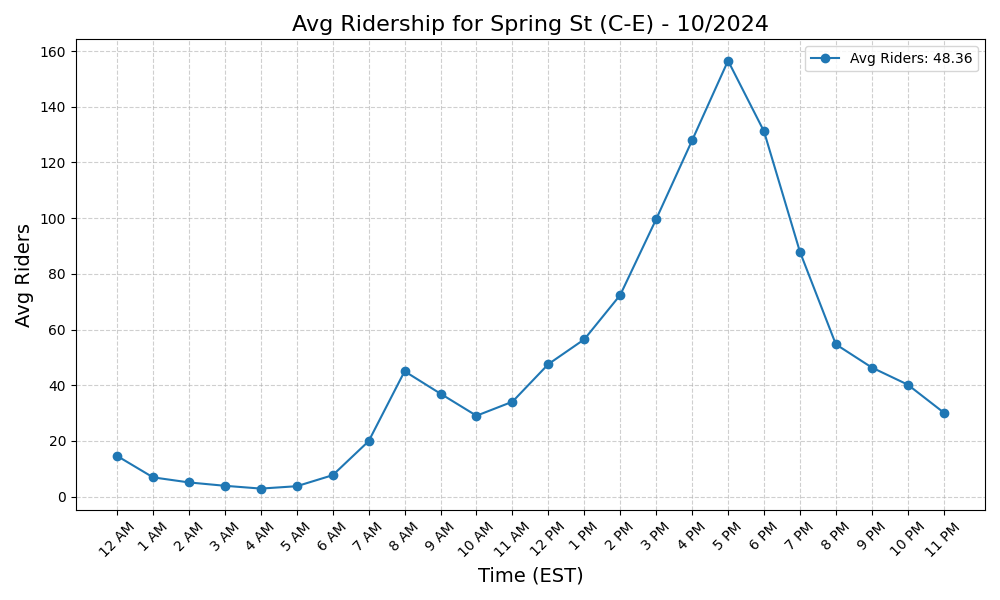 Avg Ridership for Spring St (C-E) - 10/2024
Avg Riders: 48.36
Avg Riders
160
140
120
100
80
60
40
20
0
12 AM 1 AM 2 AM 3 AM 4 AM 5 AM 6 AM 7 AM 8 AM 9 AM 10 AM 11 AM 12 PM 1 PM 2 PM 3 PM 4 PM 5 PM 6 PM 7 PM 8 PM 9 PM 10 PM 11 PM
Time (EST)